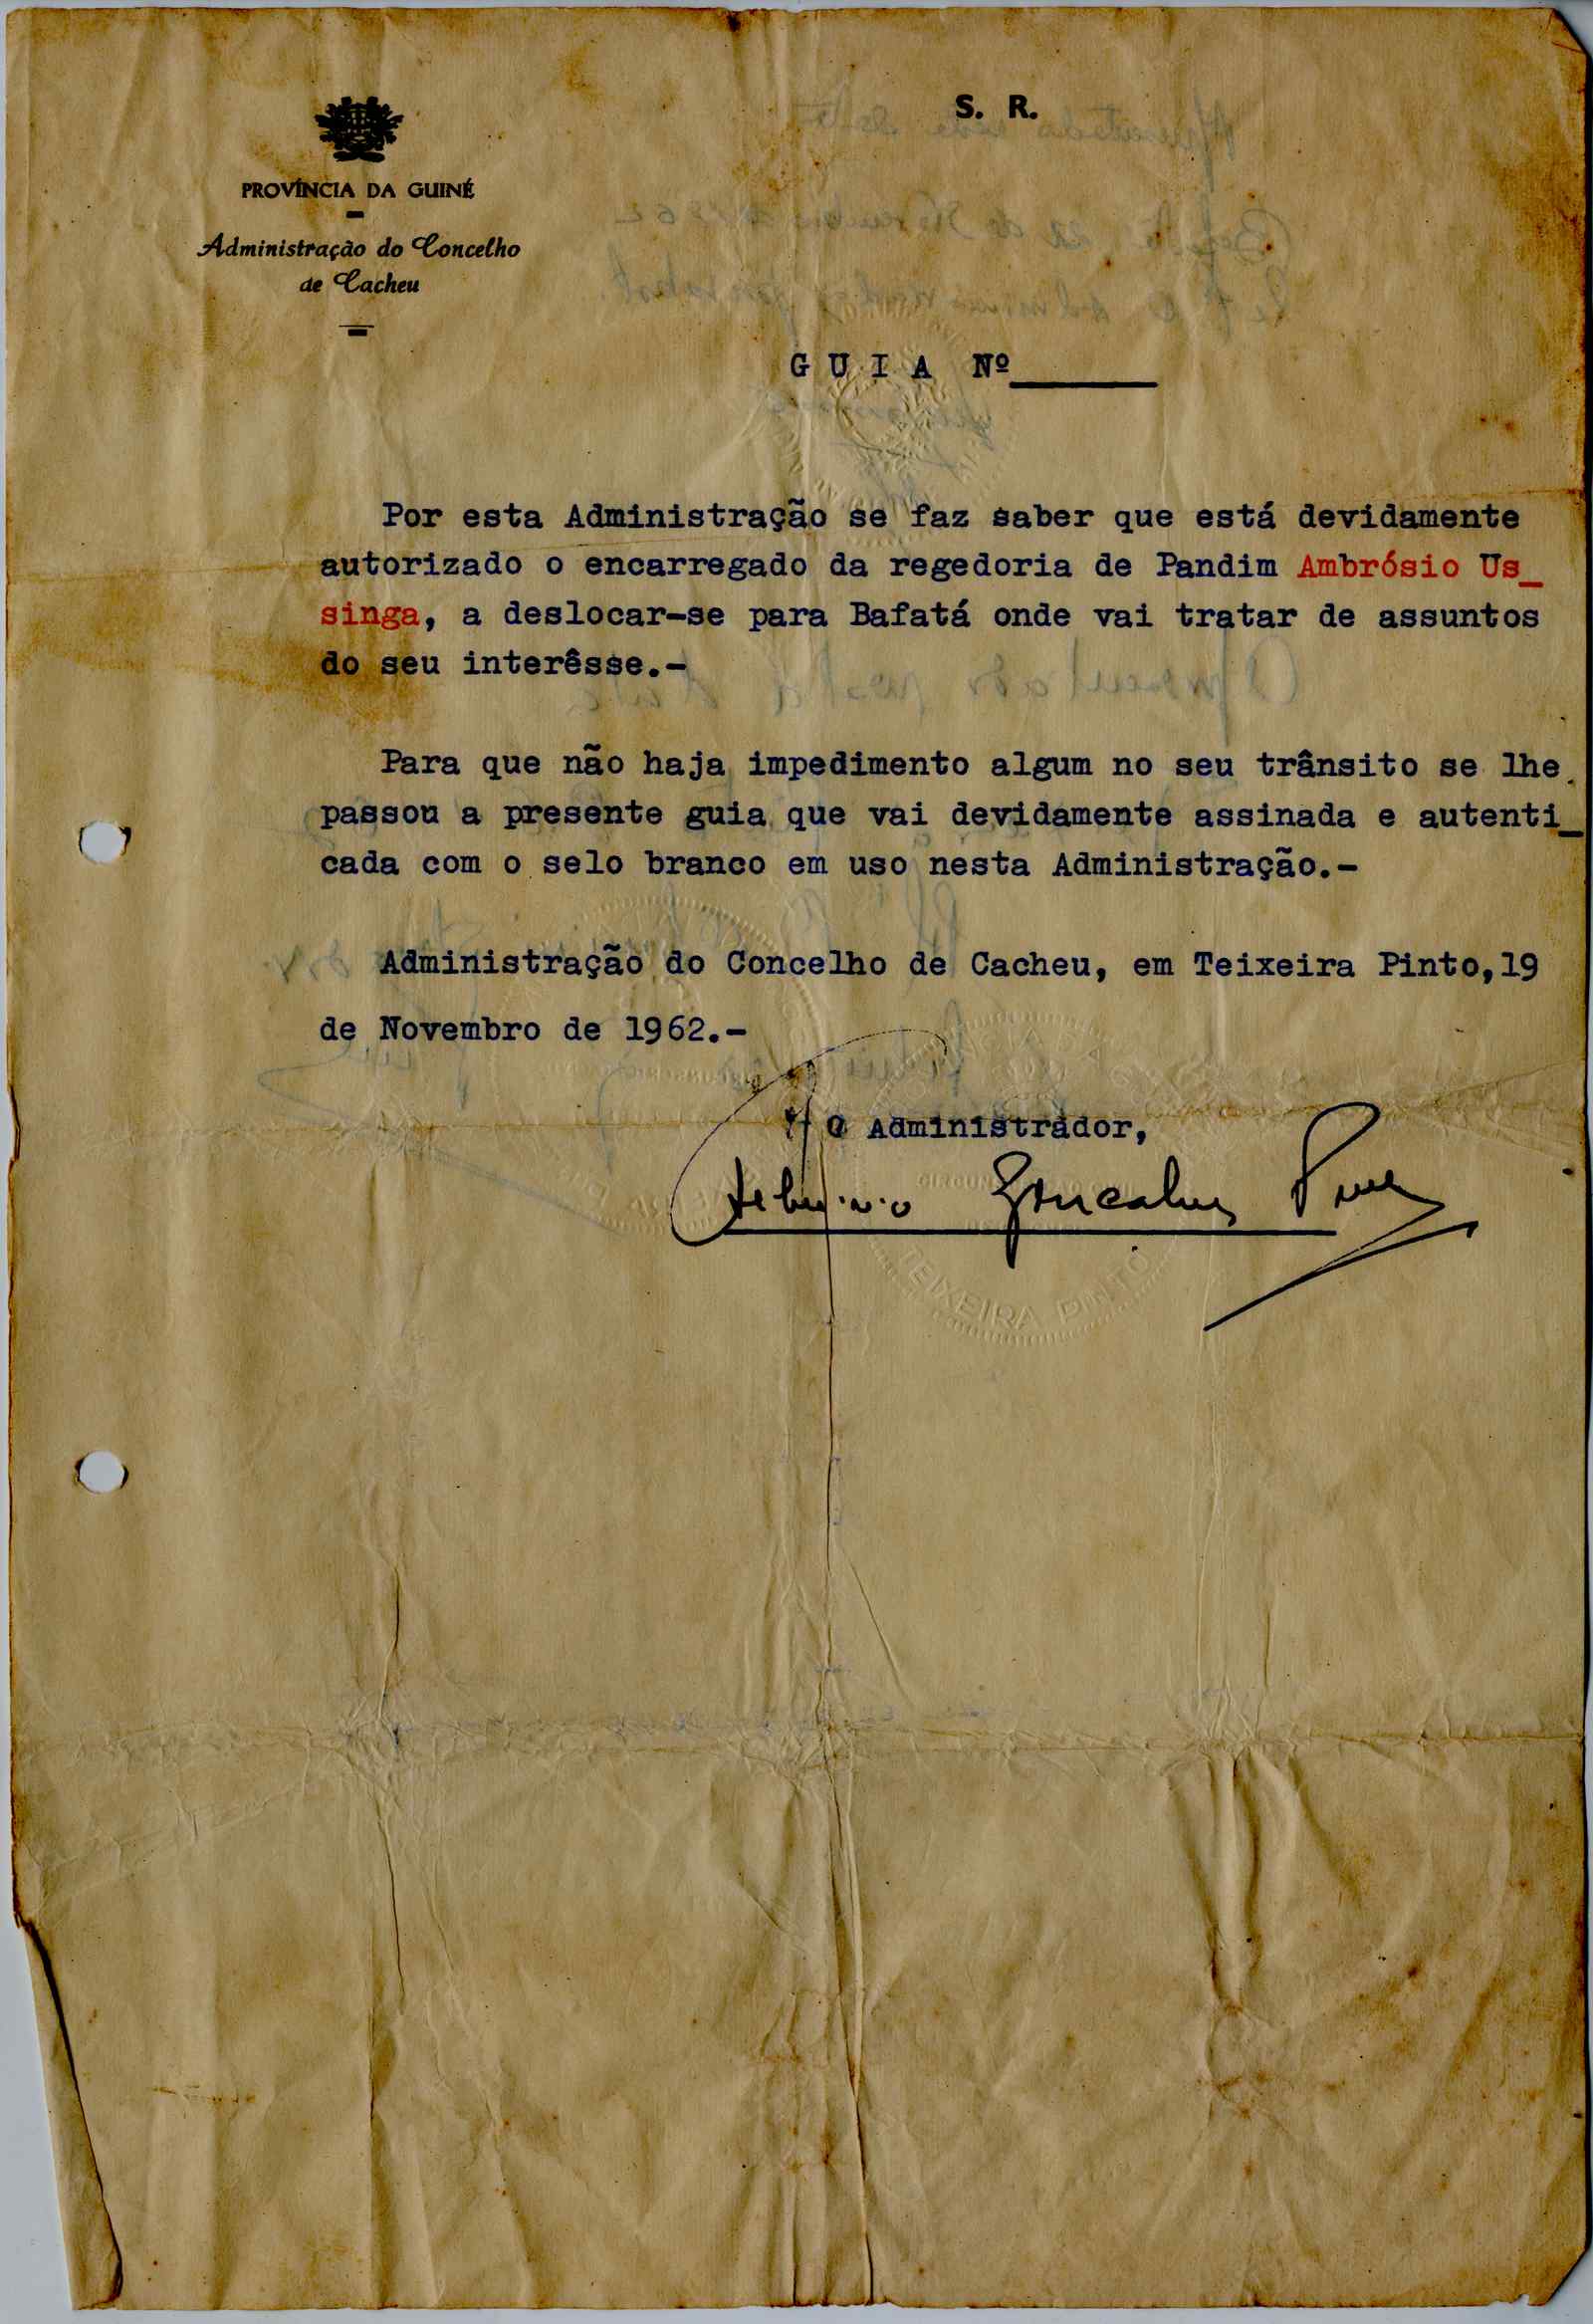 S. R.
PROVÍNCIA DA GUINÉ
Administração do Concelho
de Cacheu
GUIA Nº
Por esta Administração se faz saber que está devidamente
autorizado o encarregado da regedoria de Pandim Ambrósio Us_
singa, a deslocar-se para Bafatá onde vai tratar de assuntos
do seu interêsse.-
Para que não haja impedimento algum no seu trânsito se lhe
passou a presente guia que vai devidamente assinada e autenti_
cada com o selo branco em uso nesta Administração.-
Administração do Concelho de Cacheu, em Teixeira Pinto,19
de Novembro de 1962.-
O Administrador,
Gonçalves
TEIXEIRA PINTO